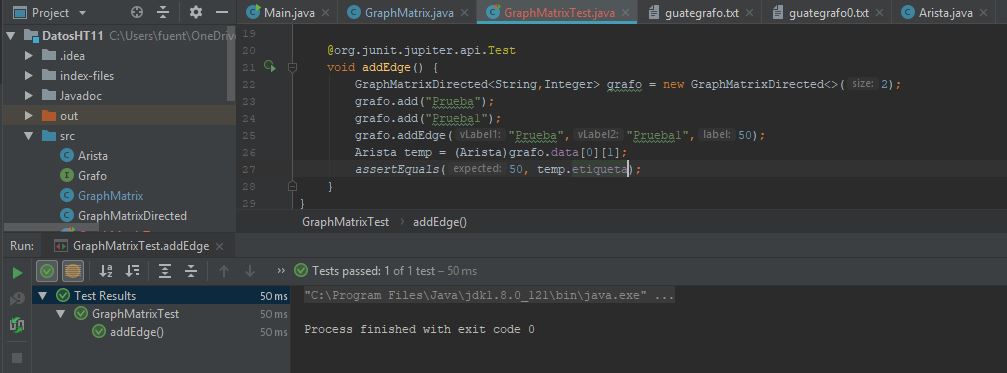 Project
Main.java
GraphMatrix.java
GraphMatrixTest.java
guategrafo.txt
guategrafo0.txt
Arista.java
DatosHT11 C:\Users\fuent\OneDriv
.idea
index-files
Javadoc
out
src
Arista
Grafo
GraphMatrix
GraphMatrixDirected
19
20 @org.junit.jupiter.api.Test
21 void addEdge() {
22 GraphMatrixDirected<String,Integer> grafo = new GraphMatrixDirected<>( size: 2);
23 grafo.add("Prueba");
24 grafo.add("Prueba1");
25 grafo.addEdge( vLabel1: "Prueba", vLabel2: "Prueba1", label: 50);
26 Arista temp = (Arista)grafo.data[0][1];
27 assertEquals( expected: 50, temp.etiqueta);
28 }
29 }
GraphMatrixTest > addEdge()
Run: GraphMatrixTest.addEdge
Tests passed: 1 of 1 test – 50 ms
Test Results 50 ms
GraphMatrixTest 50 ms
addEdge() 50 ms
"C:\Program Files\Java\jdk1.8.0_121\bin\java.exe" ...
Process finished with exit code 0